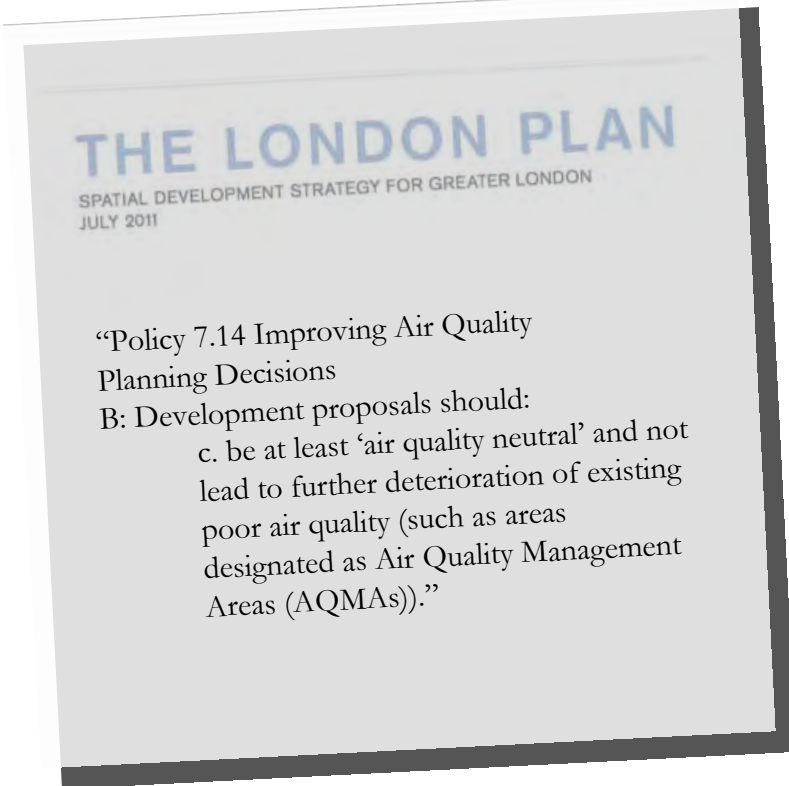 THE LONDON PLAN
SPATIAL DEVELOPMENT STRATEGY FOR GREATER LONDON
JULY 2011
“Policy 7.14 Improving Air Quality
Planning Decisions
B: Development proposals should:
c. be at least ‘air quality neutral’ and not
lead to further deterioration of existing
poor air quality (such as areas
designated as Air Quality Management
Areas (AQMAs)).”